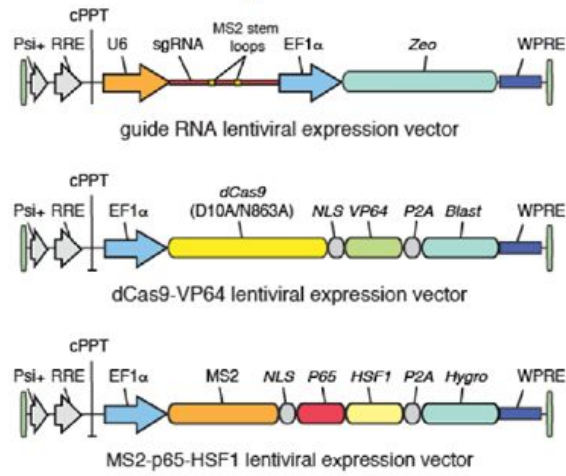 cPPT
Psi+ RRE U6 sgRNA MS2 stem loops EF1α Zeo WPRE
guide RNA lentiviral expression vector
cPPT
Psi+ RRE EF1α dCas9 (D10A/N863A) NLS VP64 P2A Blast WPRE
dCas9-VP64 lentiviral expression vector
cPPT
Psi+ RRE EF1α MS2 NLS P65 HSF1 P2A Hygro WPRE
MS2-p65-HSF1 lentiviral expression vector